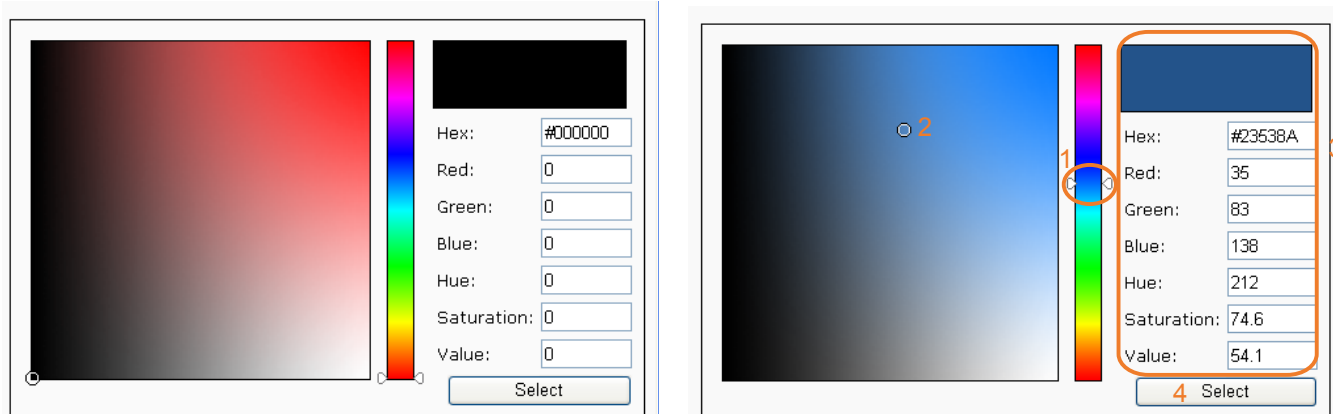 Hex: #000000
Red: 0
Green: 0
Blue: 0
Hue: 0
Saturation: 0
Value: 0
Select
2
1
Hex: #23538A
Red: 35
Green: 83
Blue: 138
Hue: 212
Saturation: 74.6
Value: 54.1
4 Select